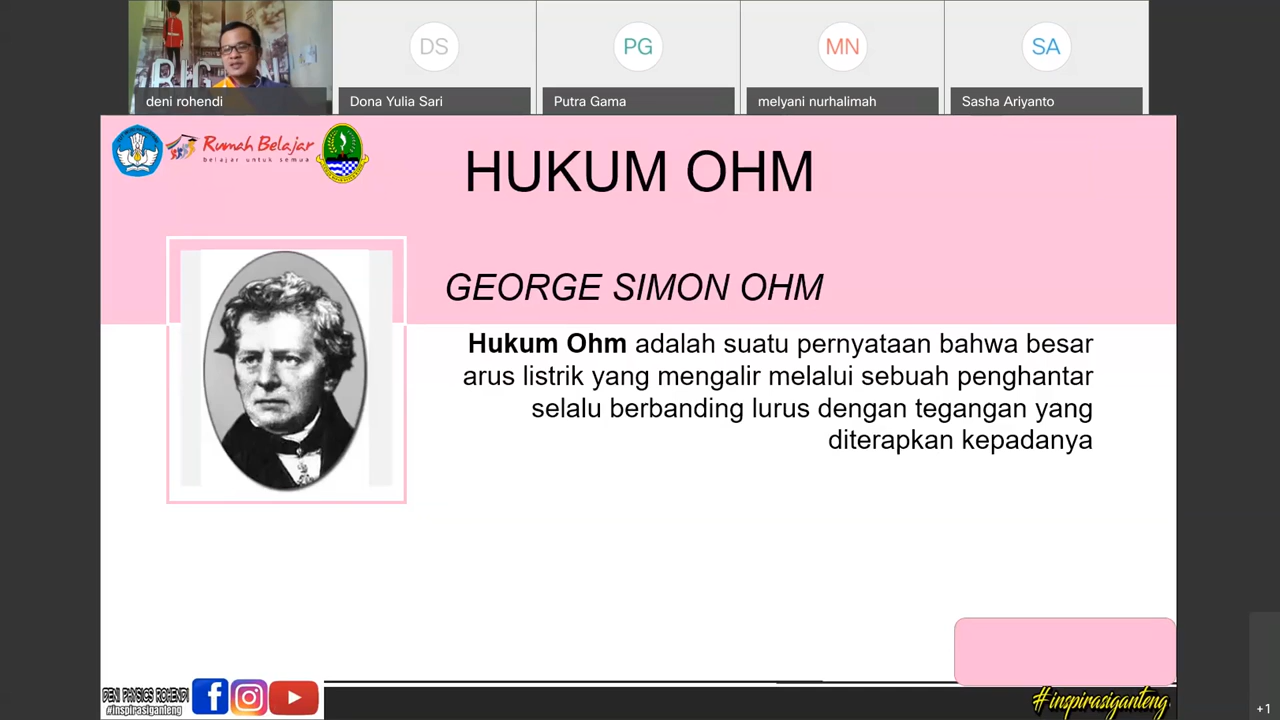 DS
PG
MN
SA
deni rohendi
Dona Yulia Sari
Putra Gama
melyani nurhalimah
Sasha Ariyanto
Rumah Belajar
belajar untuk semua
HUKUM OHM
GEORGE SIMON OHM
Hukum Ohm adalah suatu pernyataan bahwa besar
arus listrik yang mengalir melalui sebuah penghantar
selalu berbanding lurus dengan tegangan yang
diterapkan kepadanya
DENI PHYSICS ROHENDI
#inspirasiganteng
#inspirasiganteng
+1